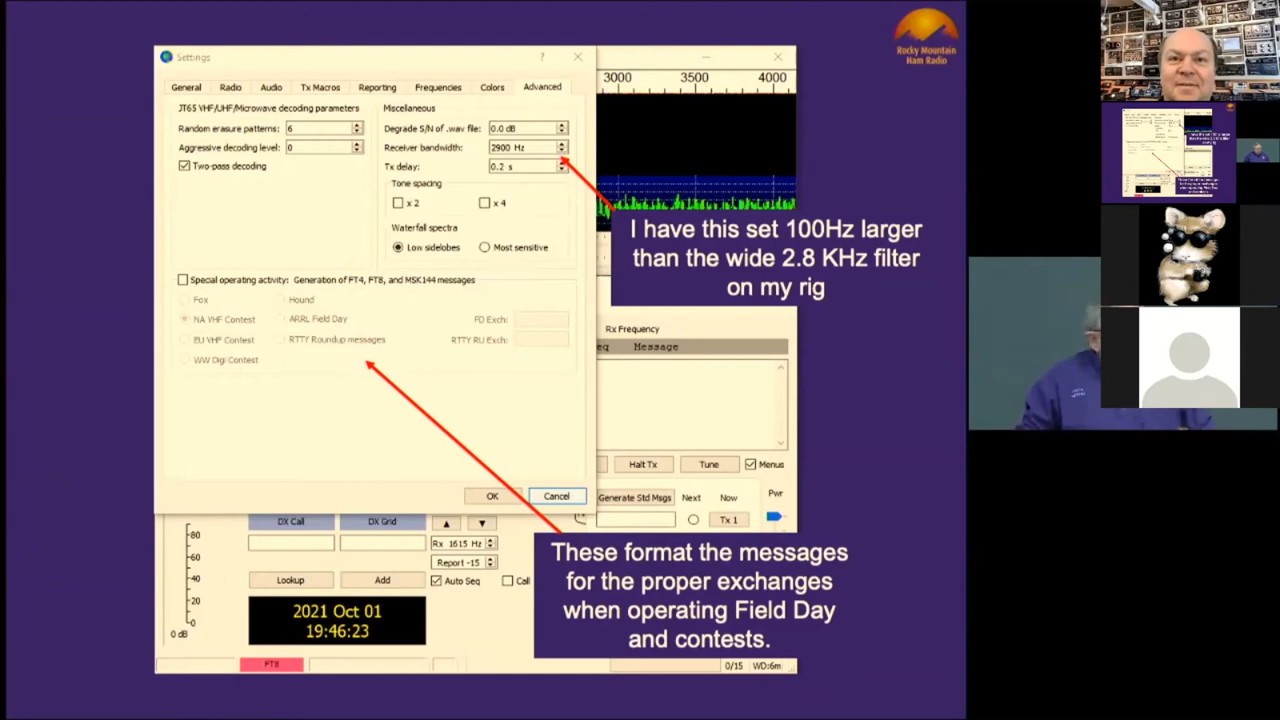 Rocky Mountain
Ham Radio
Settings
?
3000 3500 4000
General Radio Audio Tx Macros Reporting Frequencies Colors Advanced
JT65 VHF/UHF/Microwave decoding parameters
Random erasure patterns: 6
Aggressive decoding level: 0
Two-pass decoding
Miscellaneous
Degrade S/N of .wav file: 0.0 dB
Receiver bandwidth: 2900 Hz
Tx delay: 0.2 s
Tone spacing
x 2 x 4
Waterfall spectra
Low sidelobes Most sensitive
I have this set 100Hz larger
than the wide 2.8 KHz filter
on my rig
Special operating activity: Generation of FT4, FT8, and MSK144 messages
Fox Hound
NA VHF Contest ARRL Field Day FD Exch:
EU VHF Contest RTTY Roundup messages RTTY RU Exch:
WW Digi Contest
OK Cancel
Rx Frequency
eq Message
Halt Tx Tune Menus
Generate Std Msgs Next Now Pwr
Tx 1
DX Call DX Grid
Rx 1615 Hz
Report -15
Lookup Add Auto Seq Call
80
60
40
20
0
0 dB
2021 Oct 01
19:46:23
These format the messages
for the proper exchanges
when operating Field Day
and contests.
FT8
0/15 WD:6m